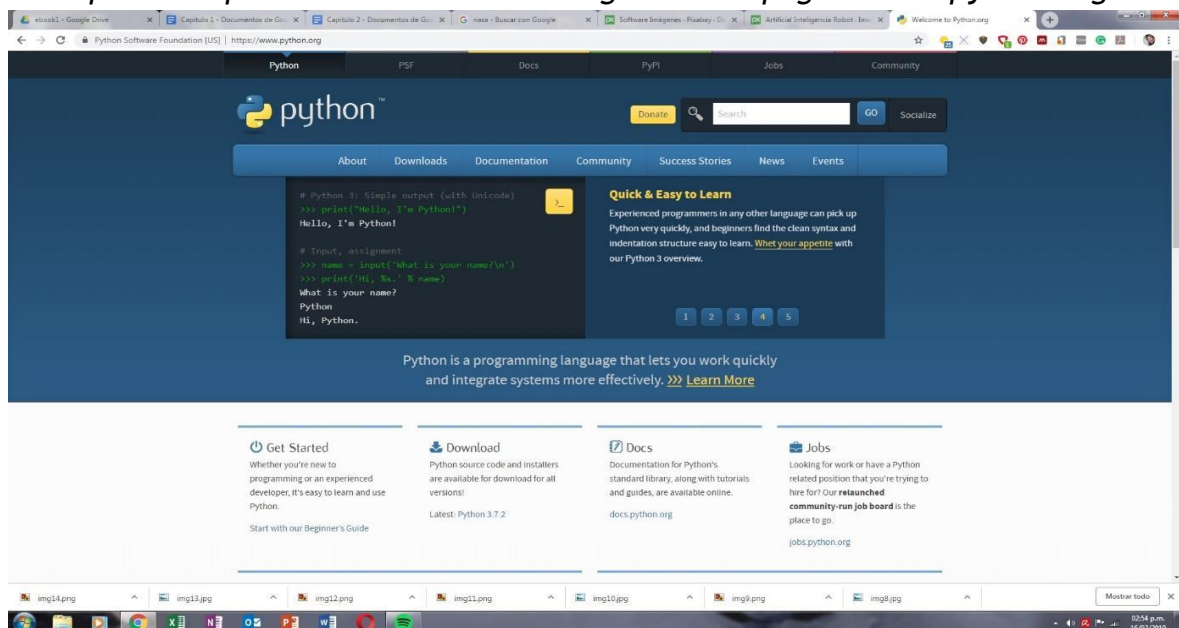 ebook1 - Google Drive
Capitulo 1 - Documentos de Go
Capitulo 2 - Documentos de Go
nasa - Buscar con Google
Software Imágenes · Pixabay · De
Artificial Inteligencia Robot · Ima
Welcome to Python.org
Python Software Foundation [US] | https://www.python.org
Python PSF Docs PyPI Jobs Community
python™
Donate Search GO Socialize
About Downloads Documentation Community Success Stories News Events
# Python 3: Simple output (with Unicode)
>>> print("Hello, I'm Python!")
Hello, I'm Python!
# Input, assignment
>>> name = input('What is your name?\n')
>>> print('Hi, %s.' % name)
What is your name?
Python
Hi, Python.
>_
Quick & Easy to Learn
Experienced programmers in any other language can pick up
Python very quickly, and beginners find the clean syntax and
indentation structure easy to learn. Whet your appetite with
our Python 3 overview.
1 2 3 4 5
Python is a programming language that lets you work quickly
and integrate systems more effectively. >>> Learn More
Get Started
Whether you're new to
programming or an experienced
developer, it's easy to learn and use
Python.
Start with our Beginner's Guide
Download
Python source code and installers
are available for download for all
versions!
Latest: Python 3.7.2
Docs
Documentation for Python's
standard library, along with tutorials
and guides, are available online.
docs.python.org
Jobs
Looking for work or have a Python
related position that you're trying to
hire for? Our relaunched
community-run job board is the
place to go.
jobs.python.org
img14.png img13.jpg img12.png img11.png img10.jpg img9.png img8.jpg Mostrar todo
02:54 p.m.
16/02/2019